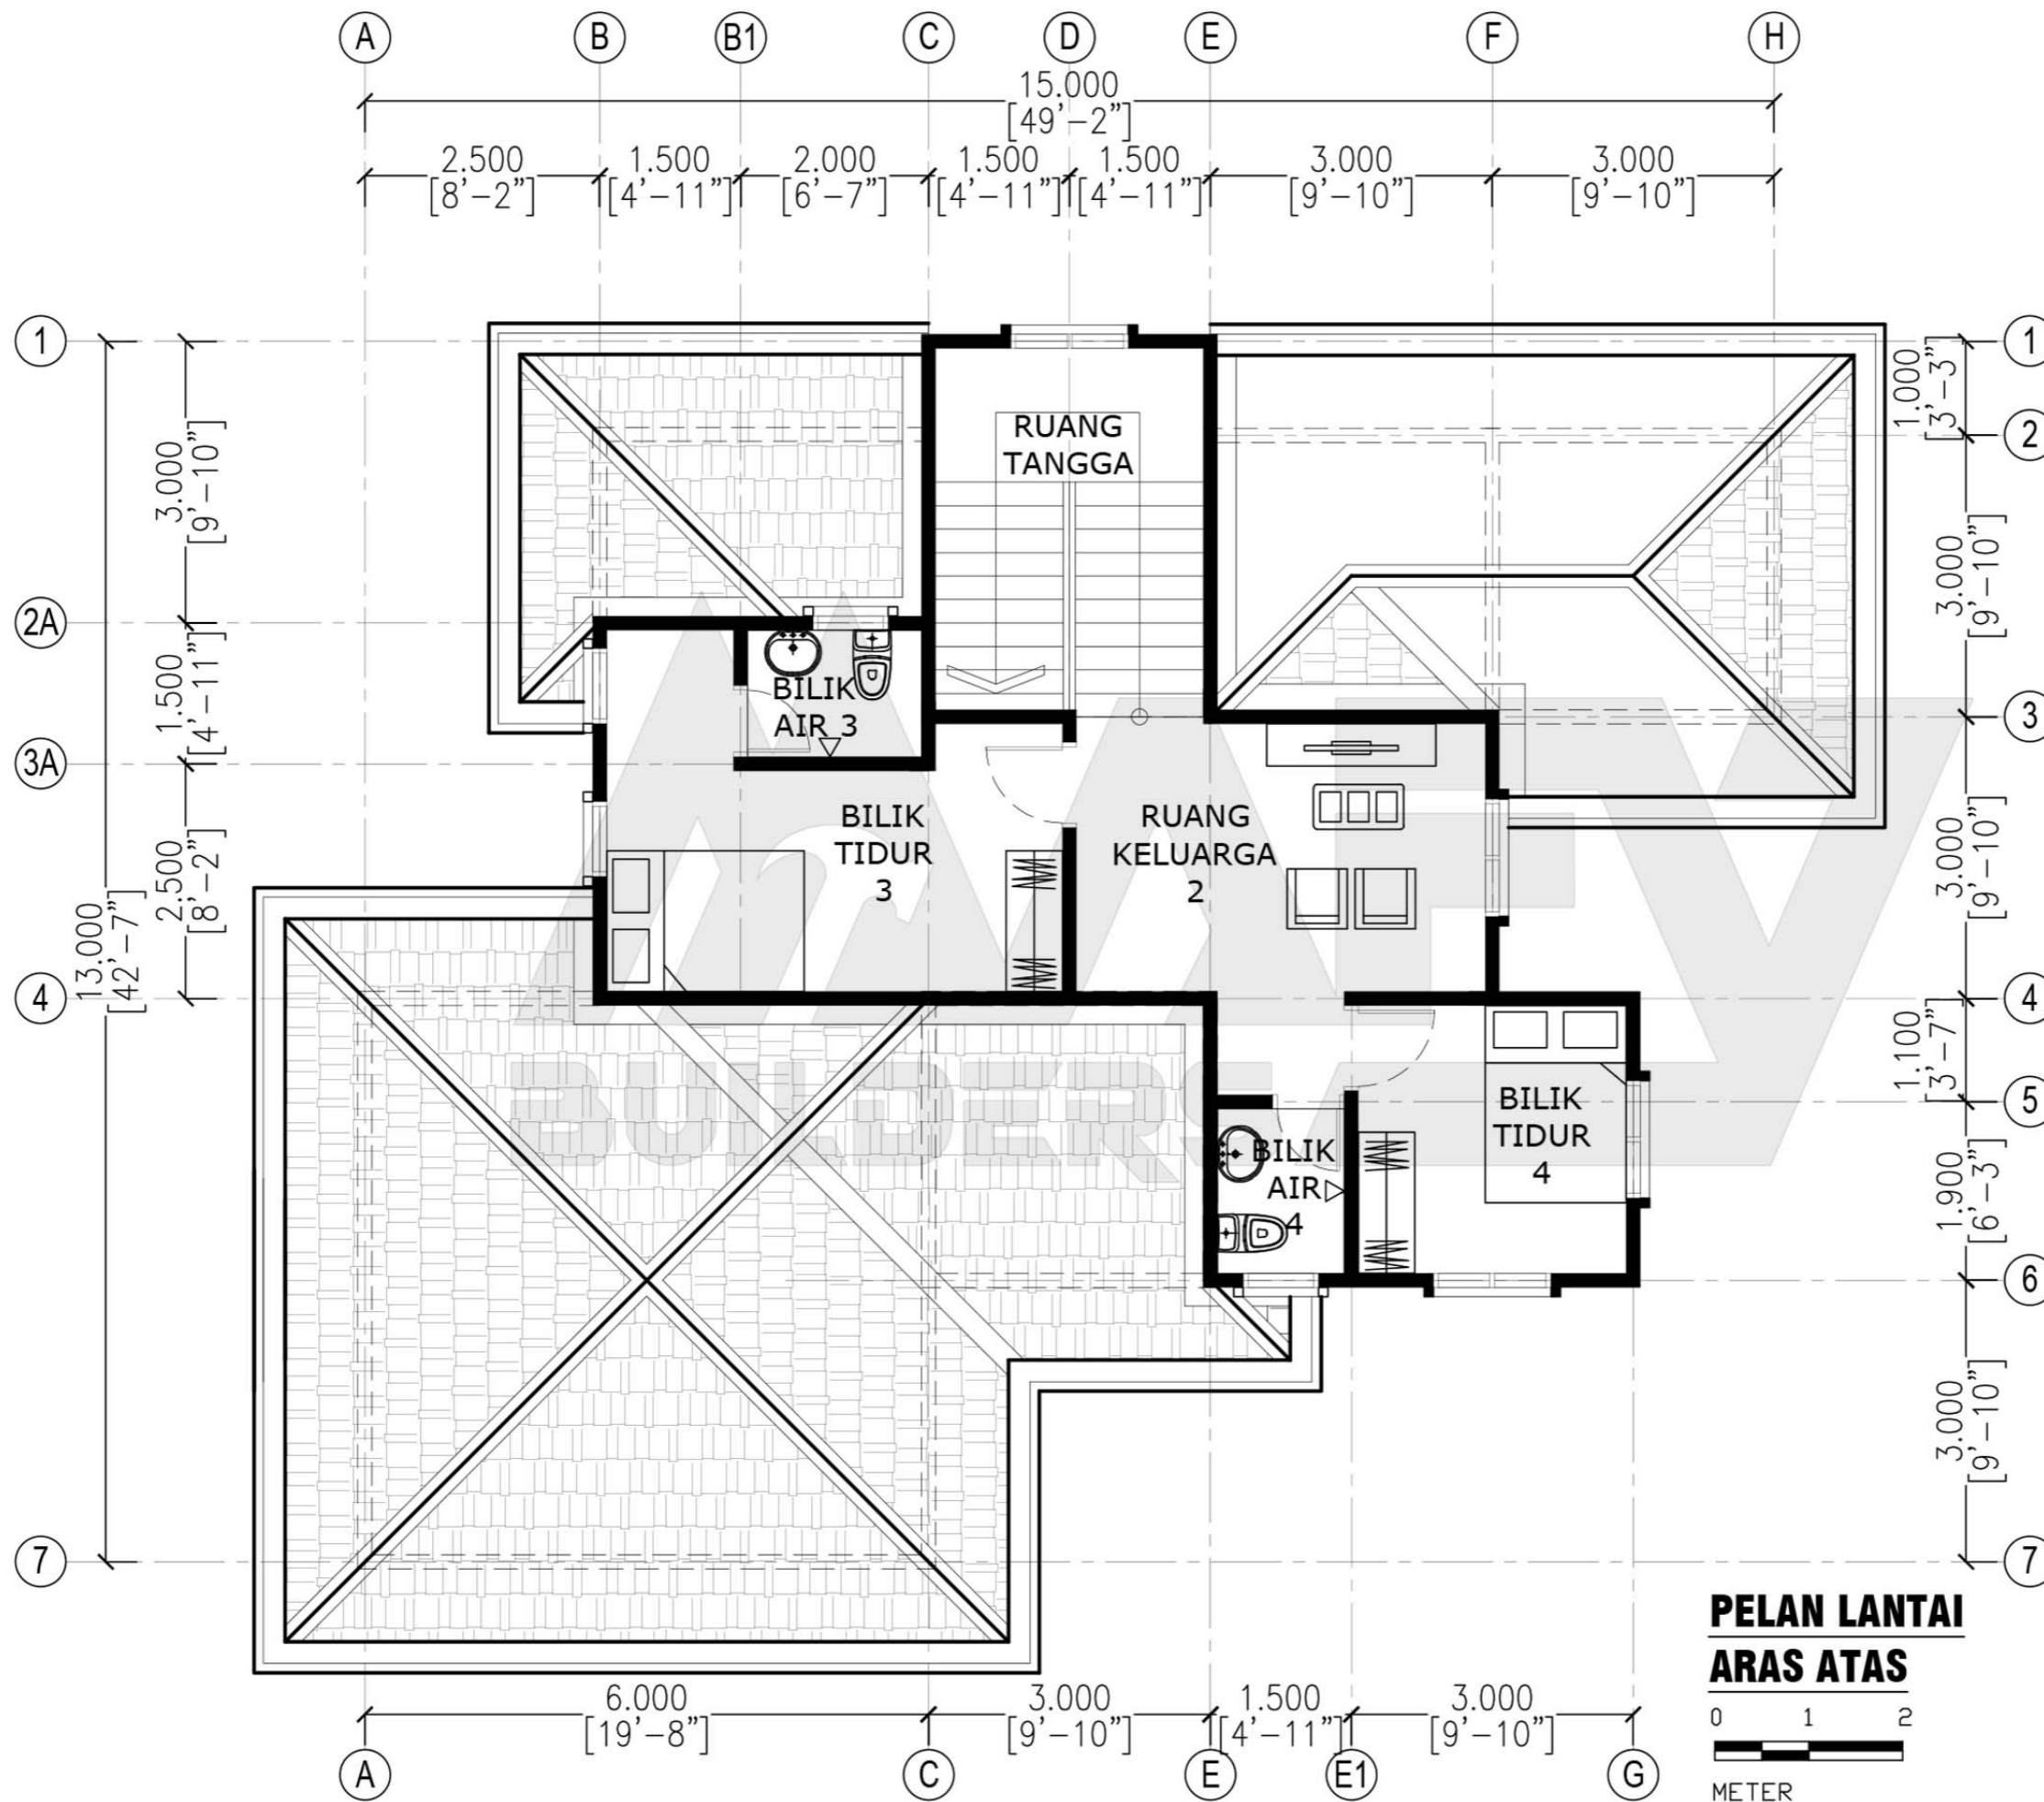 A B B1 C D E F H
15.000
[49'-2"]
2.500 1.500 2.000 1.500 1.500 3.000 3.000
[8'-2"] [4'-11"] [6'-7"] [4'-11"] [4'-11"] [9'-10"] [9'-10"]
1
3.000
[9'-10"]
2A
1.500
[4'-11"]
3A
2.500
[8'-2"]
13.000
[42'-7"]
4
7
RUANG
TANGGA
BILIK
AIR 3
BILIK
TIDUR
3
RUANG
KELUARGA
2
BILIK
TIDUR
4
BILIK
AIR
4
BUILDERS
1
1.000
[3'-3"]
2
3.000
[9'-10"]
3
3.000
[9'-10"]
4
1.100
[3'-7"]
5
1.900
[6'-3"]
6
3.000
[9'-10"]
7
6.000 3.000 1.500 3.000
[19'-8"] [9'-10"] [4'-11"] [9'-10"]
A C E E1 G
PELAN LANTAI
ARAS ATAS
0 1 2
METER